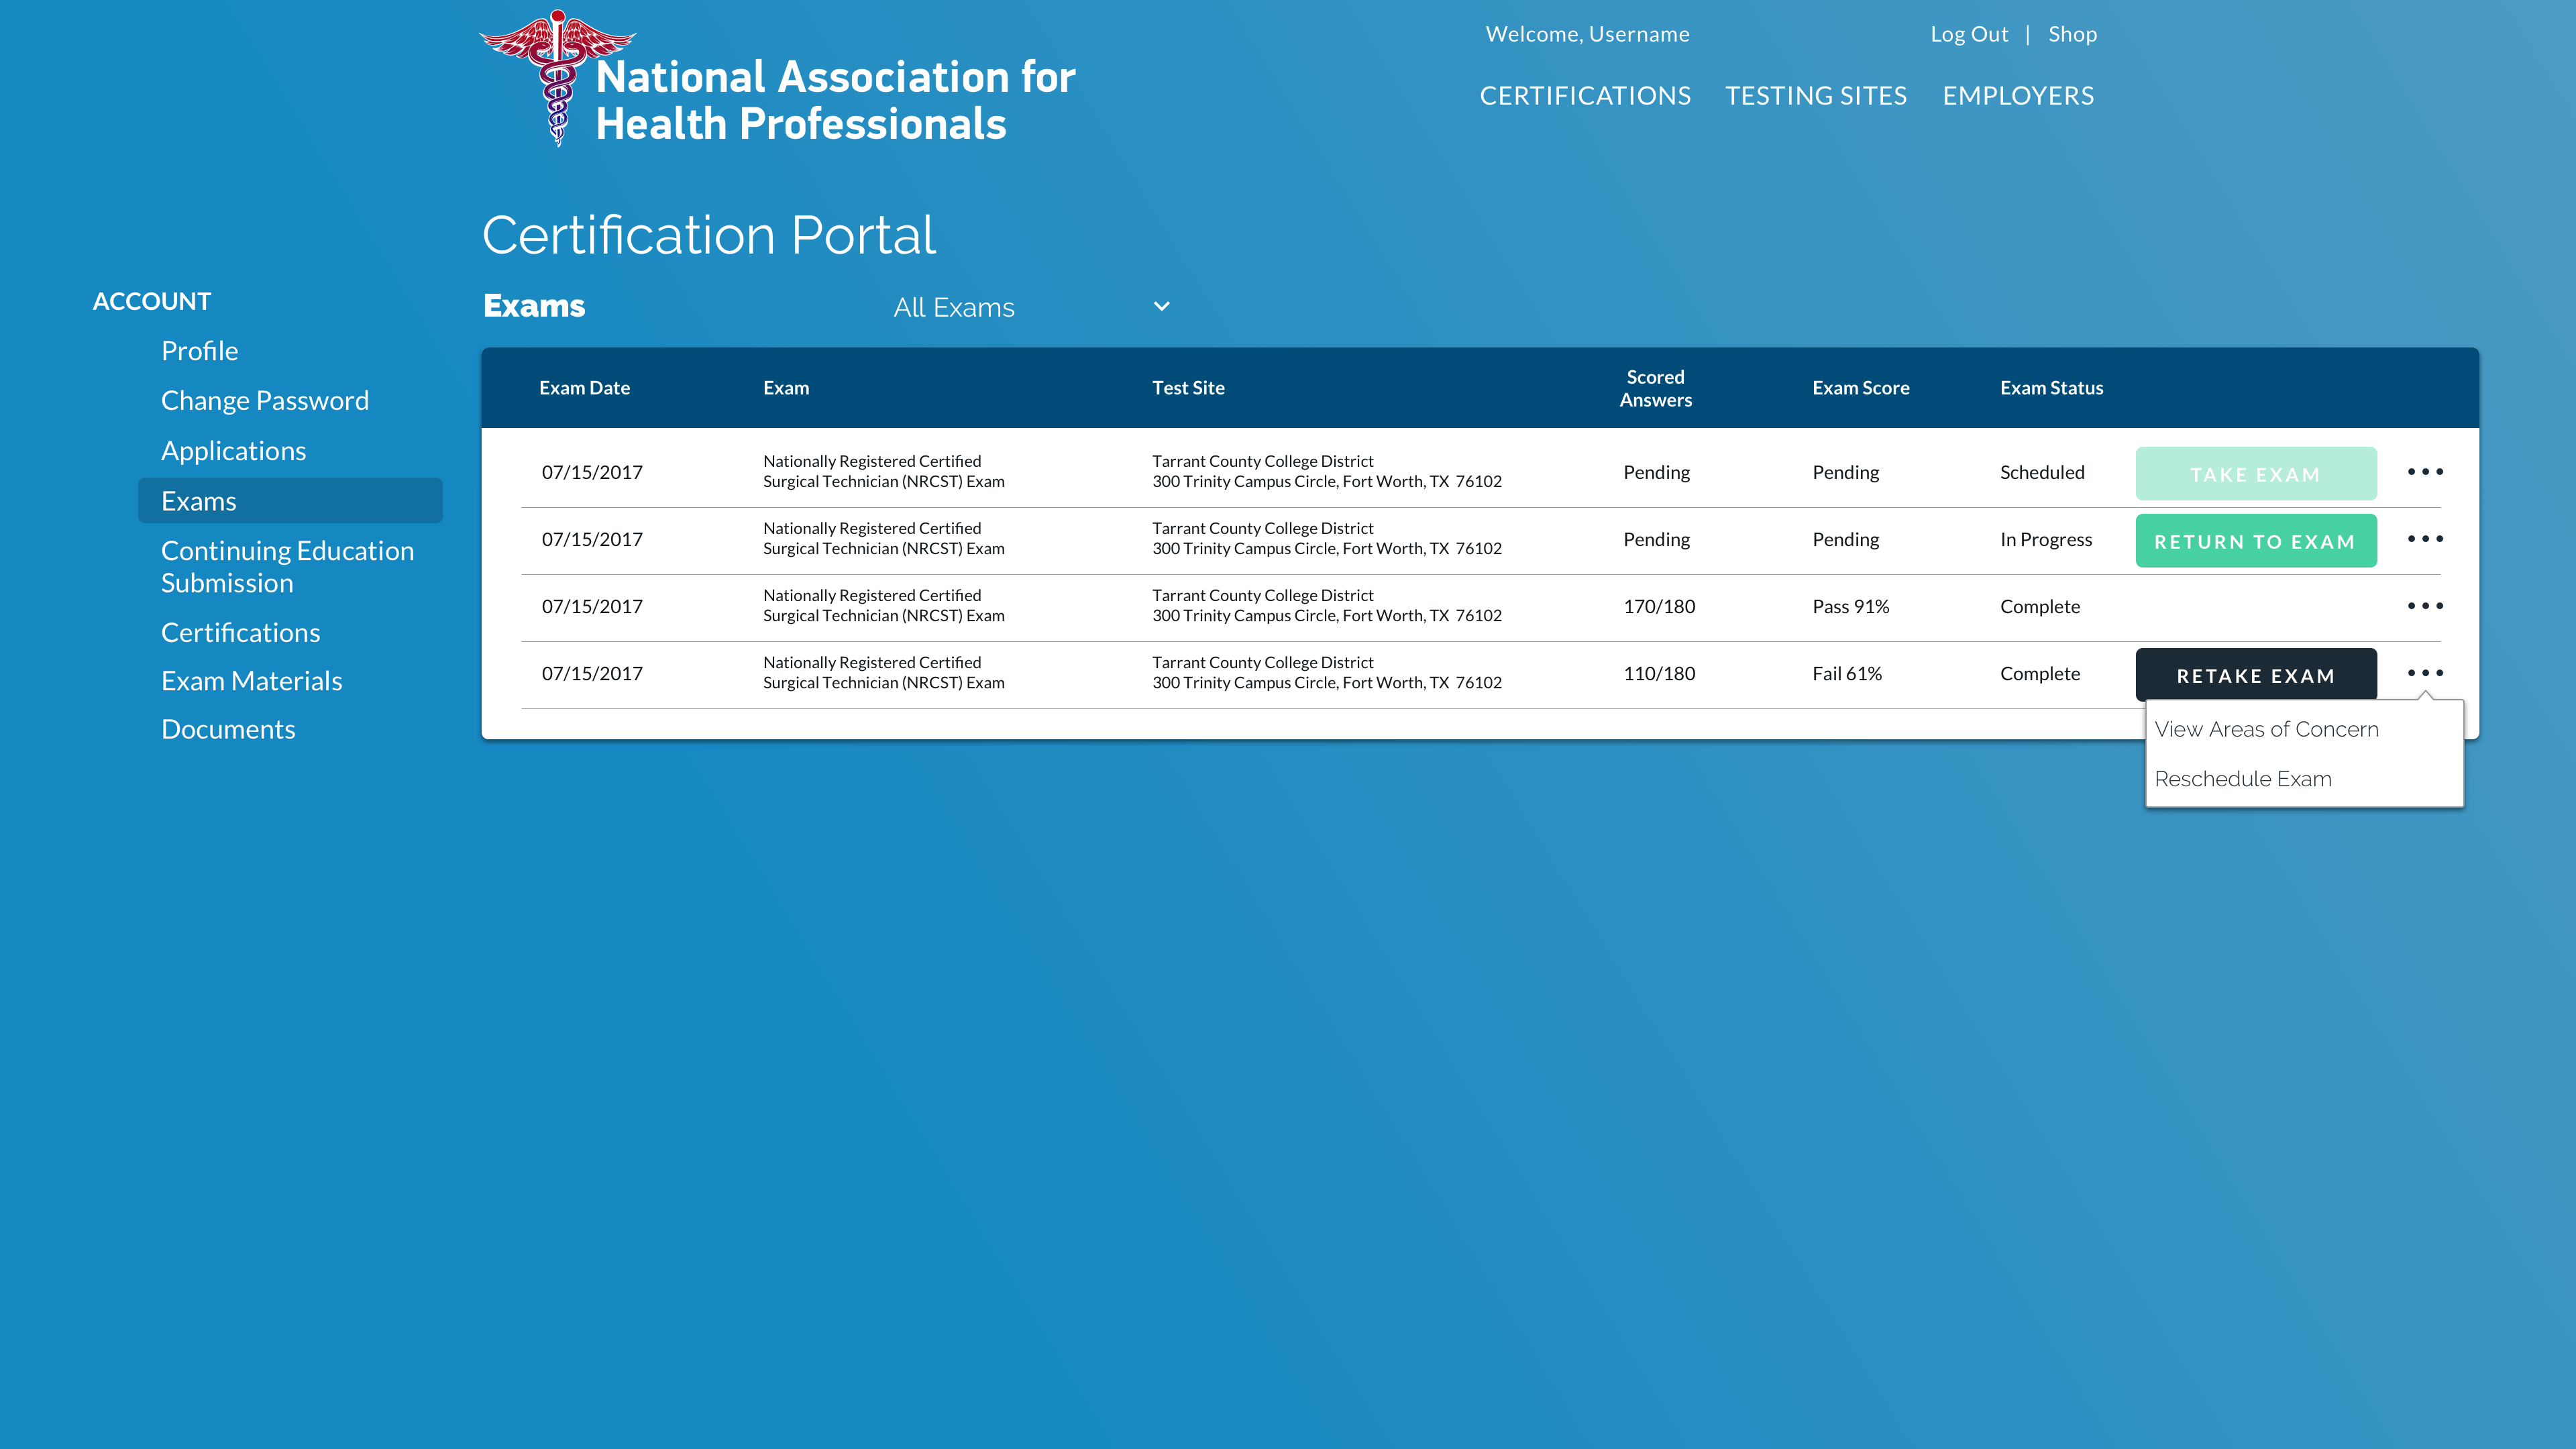 Welcome, Username
Log Out | Shop
National Association for
Health Professionals
CERTIFICATIONS TESTING SITES EMPLOYERS
Certification Portal
ACCOUNT
Profile
Change Password
Applications
Exams
Continuing Education
Submission
Certifications
Exam Materials
Documents
Exams
All Exams
Exam Date
Exam
Test Site
Scored
Answers
Exam Score
Exam Status
07/15/2017
Nationally Registered Certified
Surgical Technician (NRCST) Exam
Tarrant County College District
300 Trinity Campus Circle, Fort Worth, TX 76102
Pending
Pending
Scheduled
TAKE EXAM
07/15/2017
Nationally Registered Certified
Surgical Technician (NRCST) Exam
Tarrant County College District
300 Trinity Campus Circle, Fort Worth, TX 76102
Pending
Pending
In Progress
RETURN TO EXAM
07/15/2017
Nationally Registered Certified
Surgical Technician (NRCST) Exam
Tarrant County College District
300 Trinity Campus Circle, Fort Worth, TX 76102
170/180
Pass 91%
Complete
07/15/2017
Nationally Registered Certified
Surgical Technician (NRCST) Exam
Tarrant County College District
300 Trinity Campus Circle, Fort Worth, TX 76102
110/180
Fail 61%
Complete
RETAKE EXAM
View Areas of Concern
Reschedule Exam